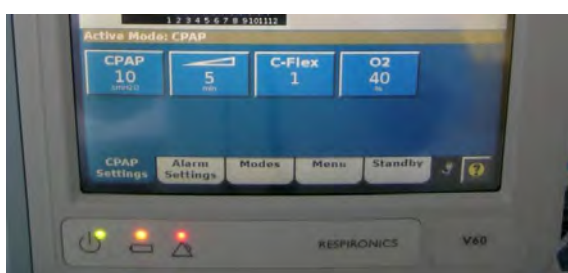 1 2 3 4 5 6 7 8 9 10 11 12
Active Mode: CPAP
CPAP
10
cmH2O
5
min
C-Flex
1
O2
40
%
CPAP Settings
Alarm Settings
Modes
Menu
Standby
?
RESPIRONICS
V60